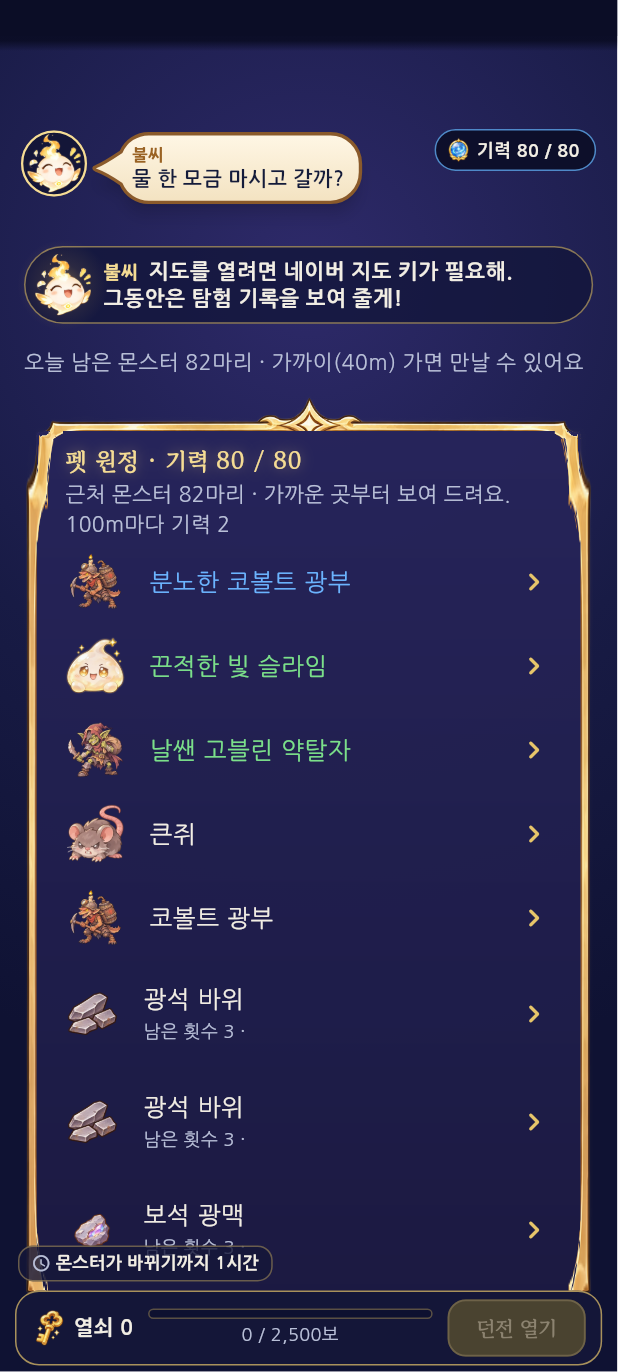 불씨
물 한 모금 마시고 갈까?
기력 80 / 80
불씨 지도를 열려면 네이버 지도 키가 필요해.
그동안은 탐험 기록을 보여 줄게!
오늘 남은 몬스터 82마리 · 가까이(40m) 가면 만날 수 있어요
펫 원정 · 기력 80 / 80
근처 몬스터 82마리 · 가까운 곳부터 보여 드려요.
100m마다 기력 2
분노한 코볼트 광부
끈적한 빛 슬라임
날쌘 고블린 약탈자
큰쥐
코볼트 광부
광석 바위
남은 횟수 3 ·
광석 바위
남은 횟수 3 ·
보석 광맥
남은 횟수 3 ·
몬스터가 바뀌기까지 1시간
열쇠 0
0 / 2,500보
던전 열기